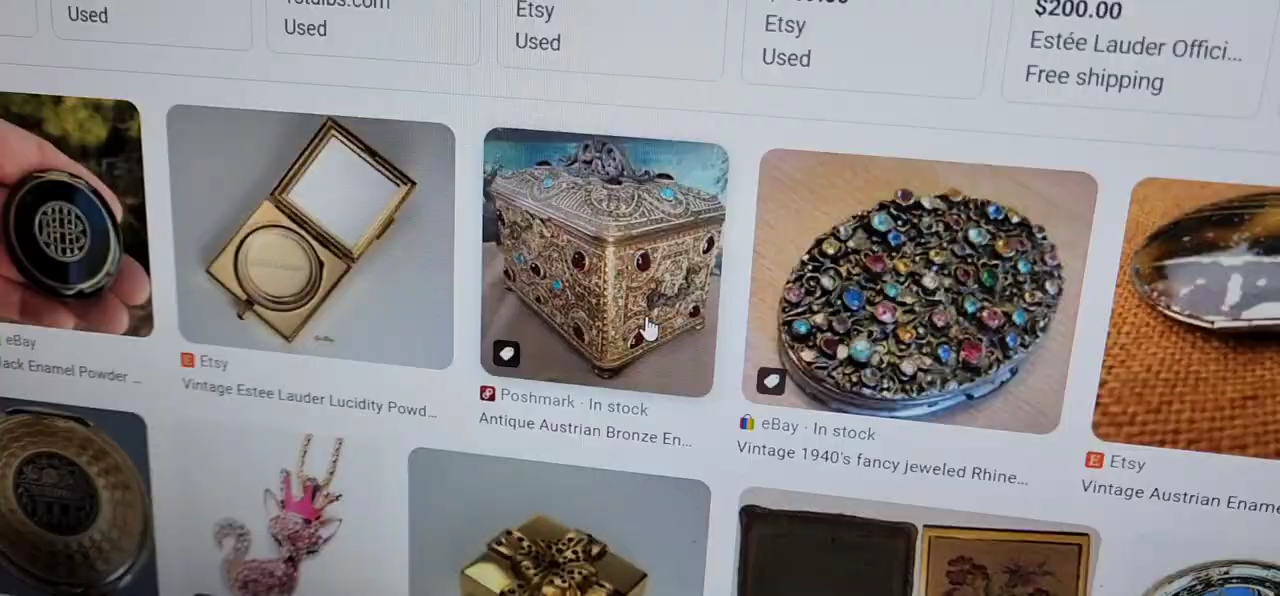 Used
Used
Etsy
Used
Etsy
Used
$200.00
Estée Lauder Offici...
Free shipping
eBay
lack Enamel Powder ...
Etsy
Vintage Estee Lauder Lucidity Powd...
Poshmark · In stock
Antique Austrian Bronze En...
eBay · In stock
Vintage 1940's fancy jeweled Rhine...
Etsy
Vintage Austrian Ename